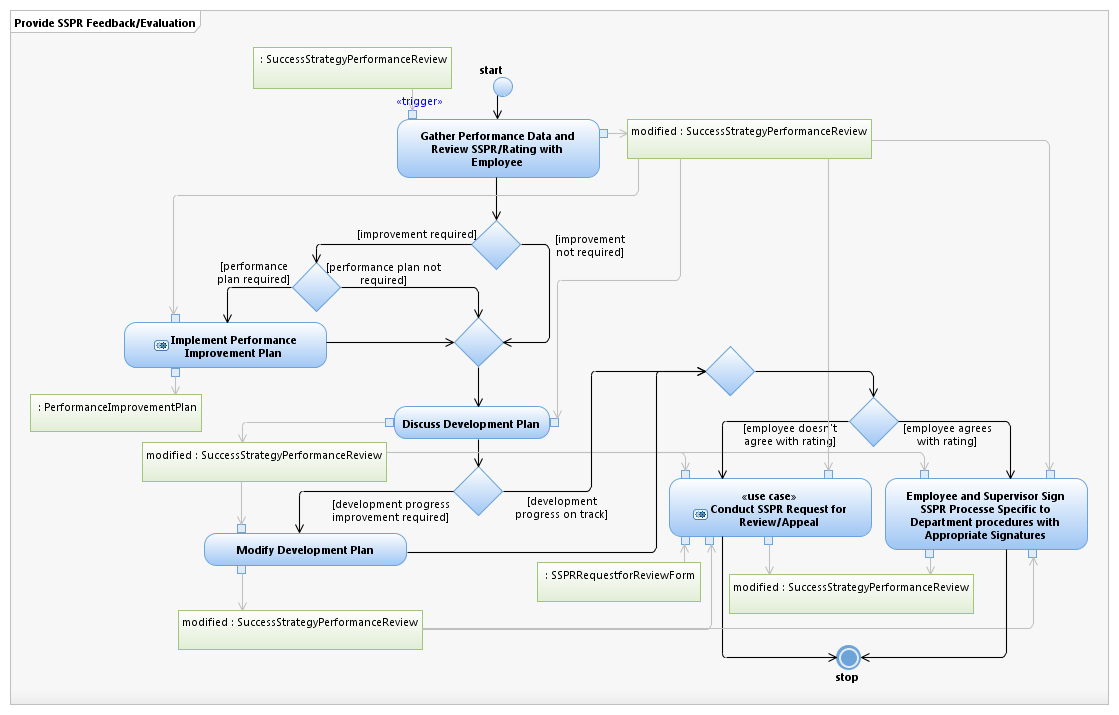 Provide SSPR Feedback/Evaluation
: SuccessStrategyPerformanceReview
start
«trigger»
Gather Performance Data and
Review SSPR/Rating with
Employee
modified : SuccessStrategyPerformanceReview
[improvement required]
[improvement
not required]
[performance
plan required]
[performance plan not
required]
Implement Performance
Improvement Plan
: PerformanceImprovementPlan
Discuss Development Plan
[employee doesn't
agree with rating]
[employee agrees
with rating]
modified : SuccessStrategyPerformanceReview
[development progress
improvement required]
[development
progress on track]
«use case»
Conduct SSPR Request for
Review/Appeal
Employee and Supervisor Sign
SSPR Processe Specific to
Department procedures with
Appropriate Signatures
Modify Development Plan
: SSPRRequestforReviewForm
modified : SuccessStrategyPerformanceReview
modified : SuccessStrategyPerformanceReview
stop